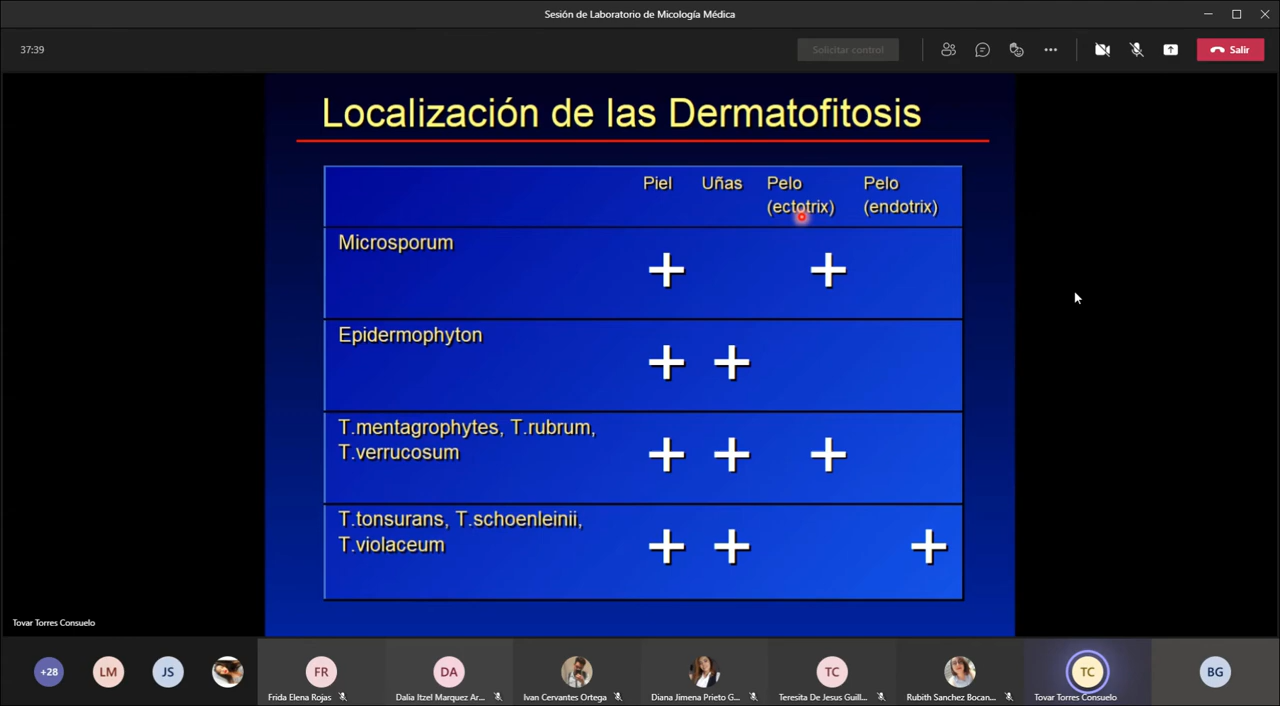 Sesión de Laboratorio de Micología Médica
37:39
Solicitar control
Salir
Localización de las Dermatofitosis
Piel Uñas Pelo (ectotrix) Pelo (endotrix)
Microsporum + +
Epidermophyton + +
T.mentagrophytes, T.rubrum,
T.verrucosum + + +
T.tonsurans, T.schoenleinii,
T.violaceum + + +
Tovar Torres Consuelo
+28 LM JS FR DA TC TC BG
Frida Elena Rojas
Dalia Itzel Marquez Ar...
Ivan Cervantes Ortega
Diana Jimena Prieto G...
Teresita De Jesus Guill...
Rubith Sanchez Bocan...
Tovar Torres Consuelo